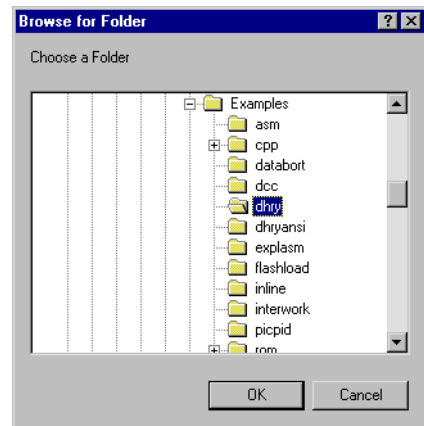 Browse for Folder
Choose a Folder
Examples
asm
cpp
databort
dcc
dhry
dhryansi
explasm
flashload
inline
interwork
picpid
rom
OK Cancel